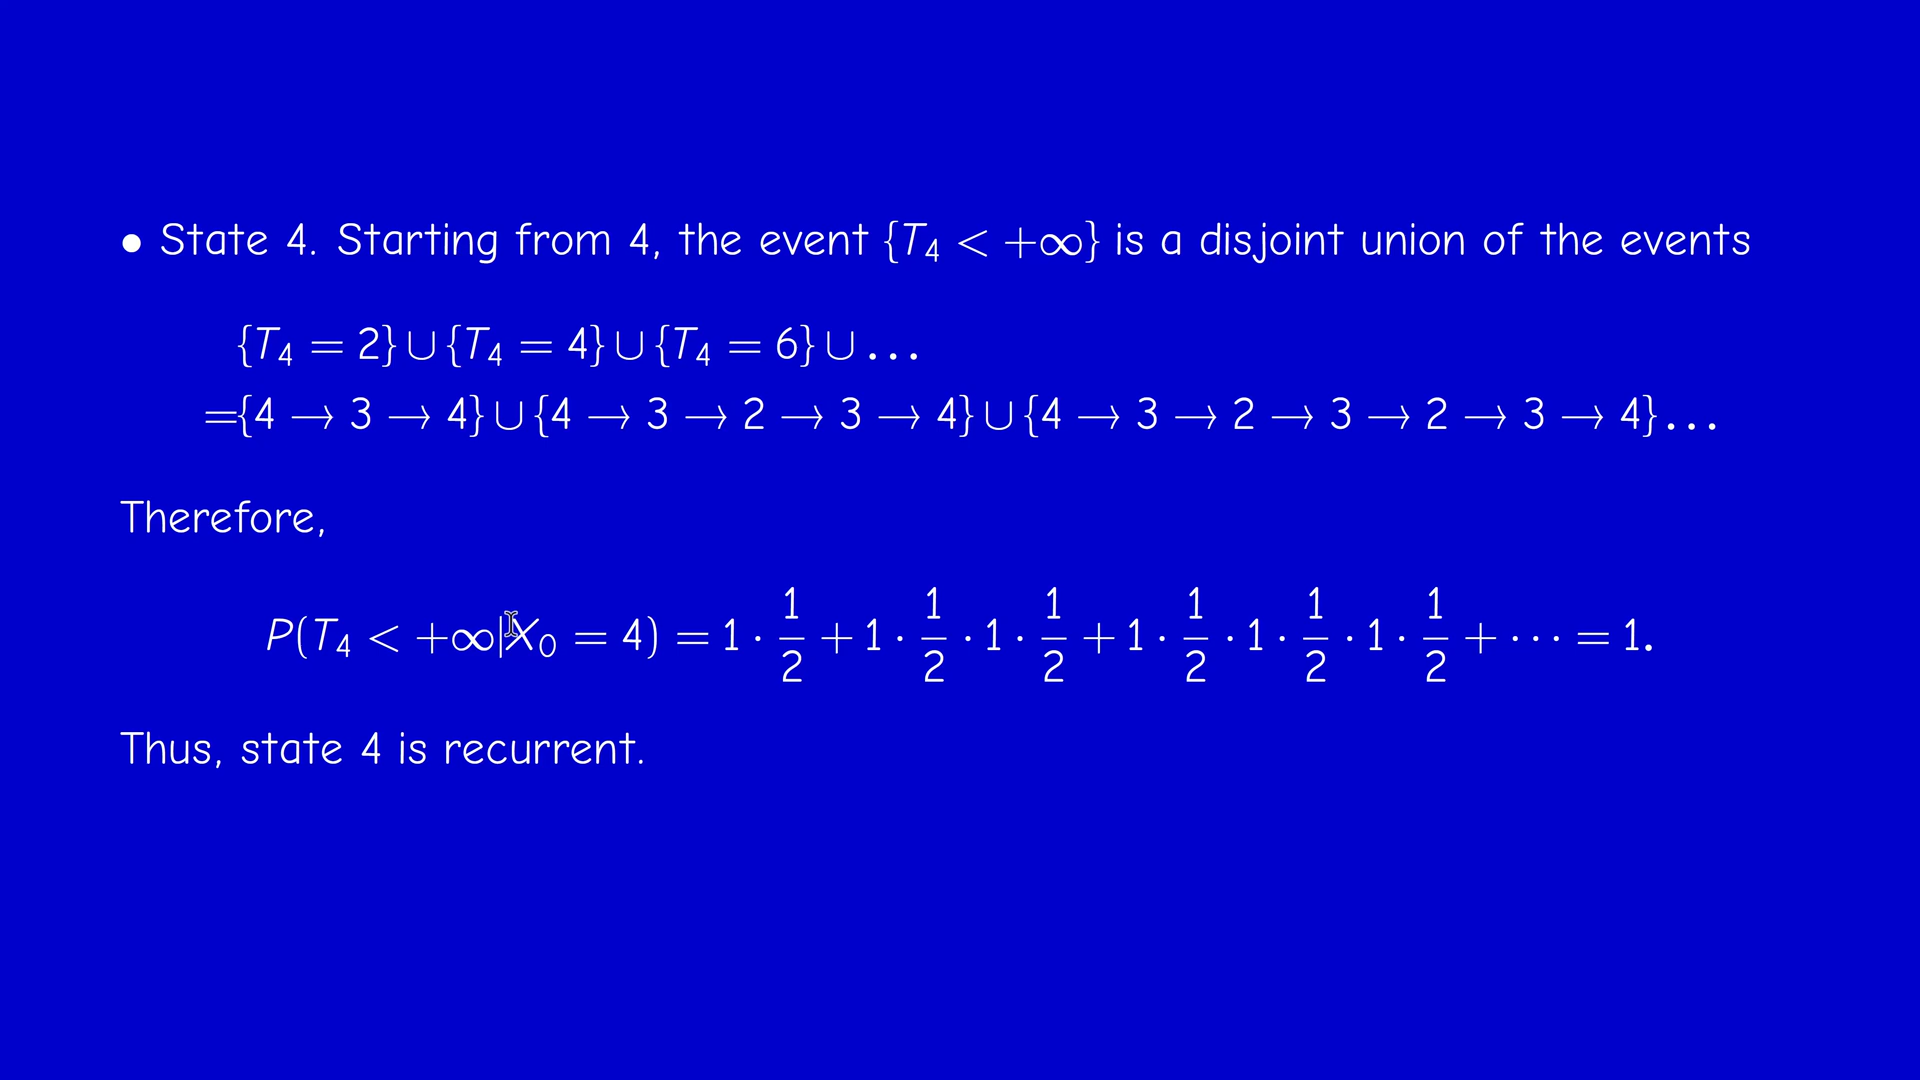 • State 4. Starting from 4, the event {T₄ < +∞} is a disjoint union of the events
{T₄ = 2} ∪ {T₄ = 4} ∪ {T₄ = 6} ∪ ...
={4 → 3 → 4} ∪ {4 → 3 → 2 → 3 → 4} ∪ {4 → 3 → 2 → 3 → 2 → 3 → 4} ...
Therefore,
P(T₄ < +∞|X₀ = 4) = 1 · 1/2 + 1 · 1/2 · 1 · 1/2 + 1 · 1/2 · 1 · 1/2 · 1 · 1/2 + ··· = 1.
Thus, state 4 is recurrent.